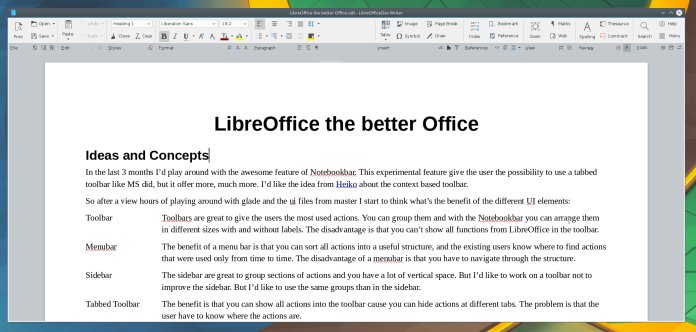 LibreOffice the better Office.odt - LibreOfficeDev Writer
Open Heading 1 Liberation Sans 18.2 Image Page Break Bookmark Thesaurus
Print Save Paste Undo Clone Clear Table Symbol Draw Index Reference Zoom Marks Spelling Comment Search Menu
File Edit Styles Format Paragraph Insert References View Review
LibreOffice the better Office
Ideas and Concepts
In the last 3 months I'd play around with the awesome feature of Notebookbar. This experimental feature give the user the possibility to use a tabbed
toolbar like MS did, but it offer more, much more. I'd like the idea from Heiko about the context based toolbar.
So after a view hours of playing around with glade and the ui files from master I start to think what's the benefit of the different UI elements:
Toolbar Toolbars are great to give the users the most used actions. You can group them and with the Notebookbar you can arrange them
in different sizes with and without labels. The disadvantage is that you can't show all functions from LibreOffice in the toolbar.
Menubar The benefit of a menu bar is that you can sort all actions into a useful structure, and the existing users know where to find actions
that were used only from time to time. The disadvantage of a menubar is that you have to navigate through the structure.
Sidebar The sidebar are great to group sections of actions and you have a lot of vertical space. But I'd like to work on a toolbar not to
improve the sidebar. But I'd like to use the same groups than in the sidebar.
Tabbed Toolbar The benefit is that you can show all actions into the toolbar cause you can hide actions at different tabs. The problem is that the
user have to know where the actions are.